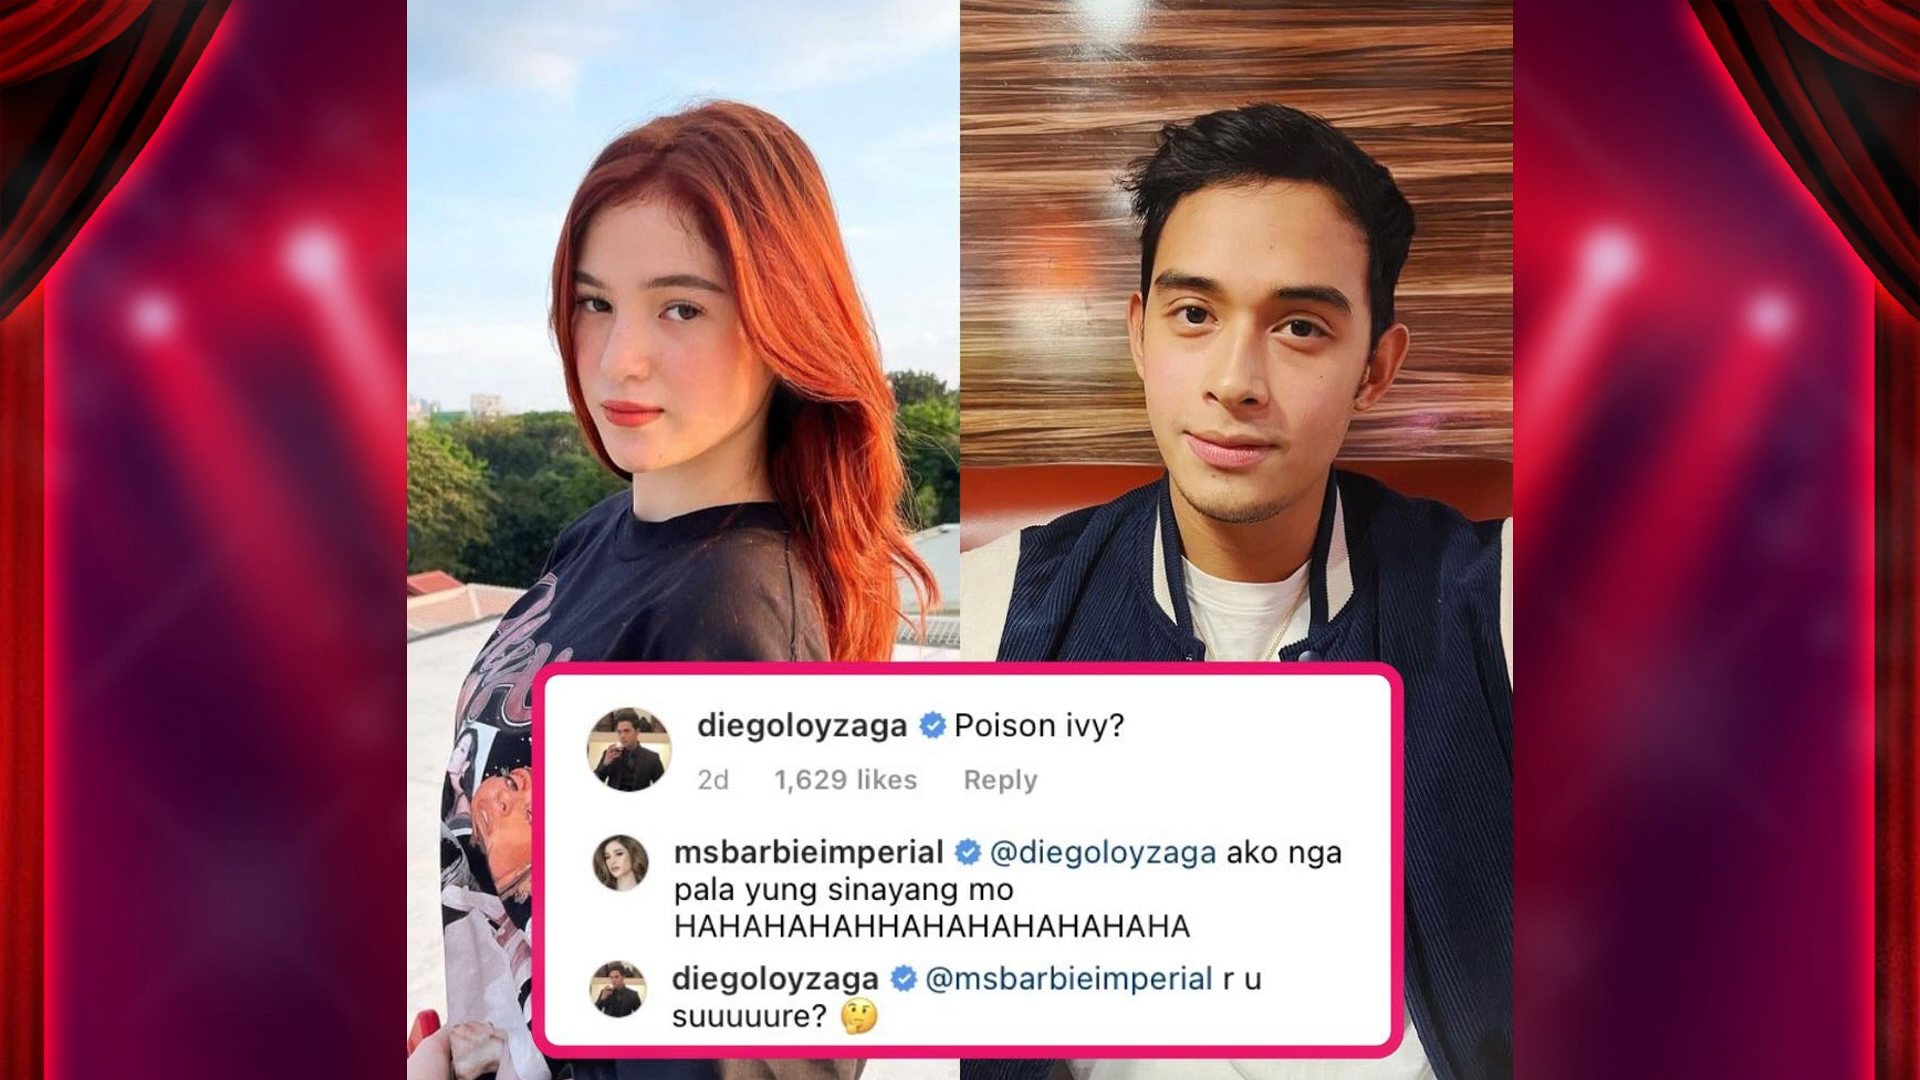 diegoloyzaga Poison ivy?
2d 1,629 likes Reply
msbarbieimperial @diegoloyzaga ako nga
pala yung sinayang mo
HAHAHAHAHHAHAHAHAHAHAHA
diegoloyzaga @msbarbieimperial r u
suuuuure? 🤔